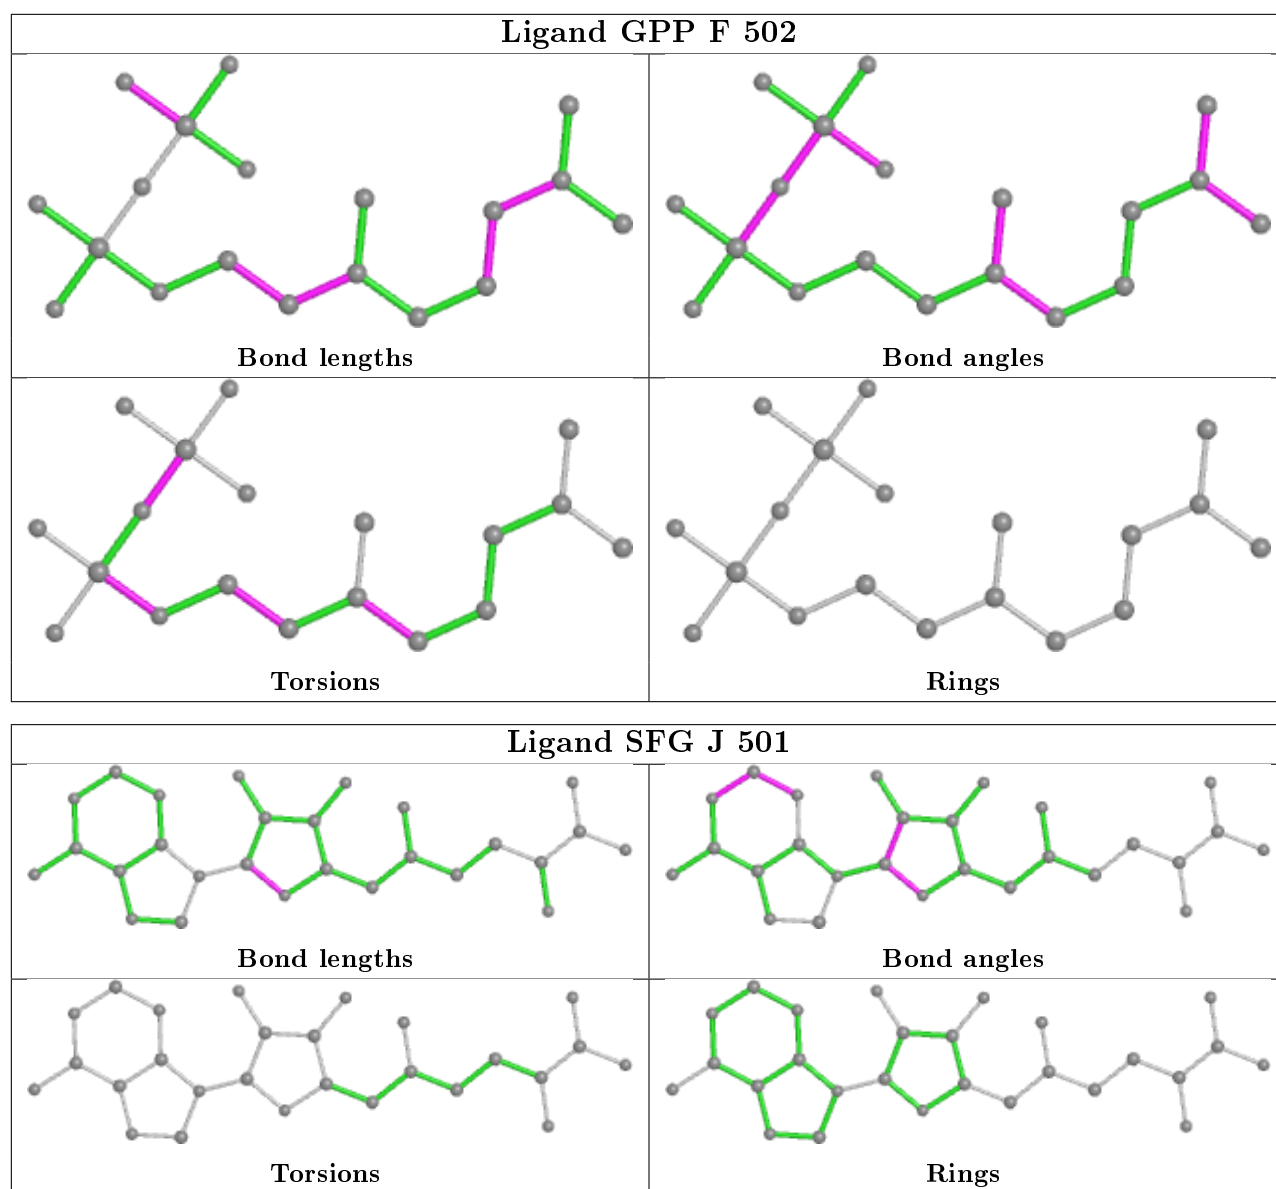 Ligand GPP F 502
Bond lengths
Bond angles
Torsions
Rings
Ligand SFG J 501
Bond lengths
Bond angles
Torsions
Rings